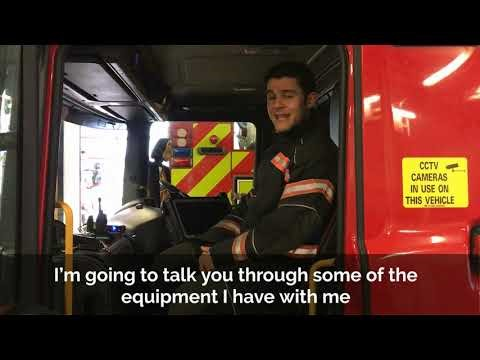 CCTV
CAMERAS
IN USE ON
THIS VEHICLE
I'm going to talk you through some of the
equipment I have with me